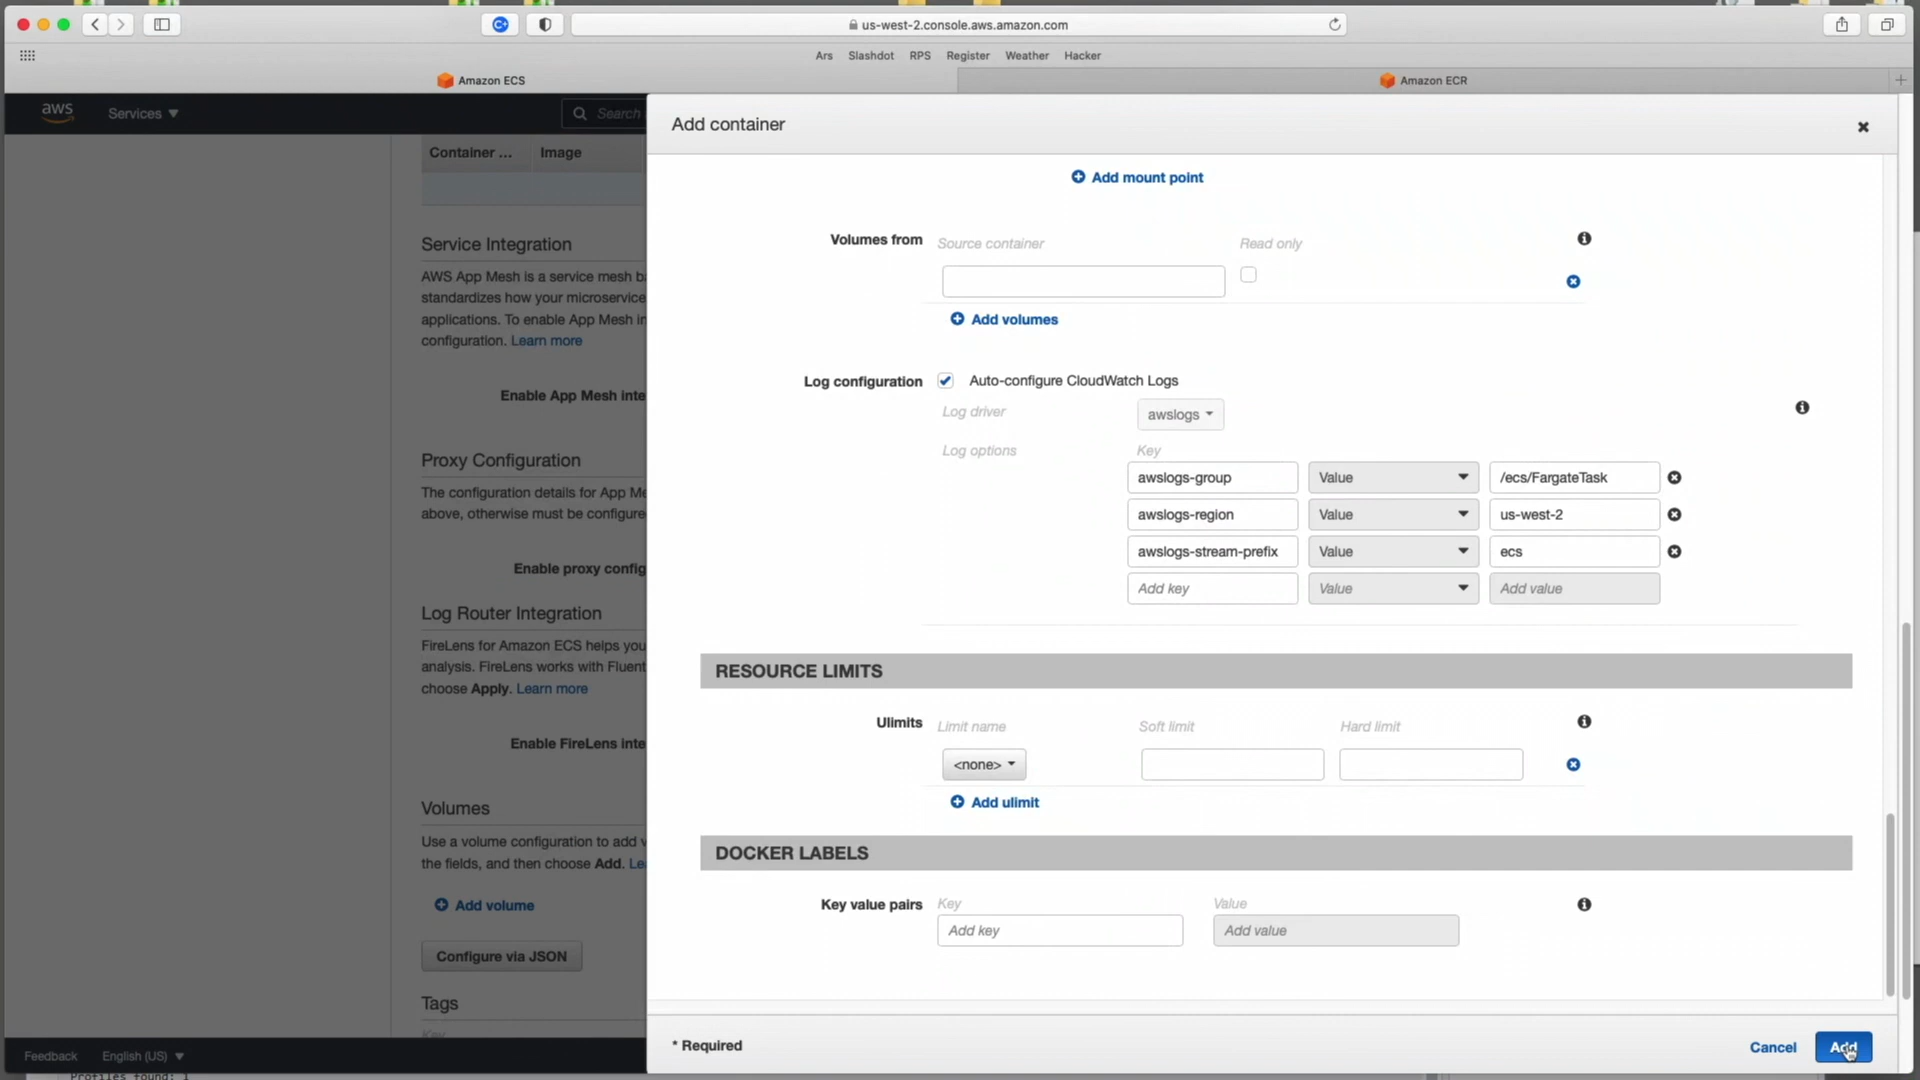 us-west-2.console.aws.amazon.com
Ars Slashdot RPS Register Weather Hacker
Amazon ECS
Amazon ECR
aws Services Search
Add container
Container ... Image
Add mount point
Volumes from Source container Read only
Add volumes
Service Integration
AWS App Mesh is a service mesh
standardizes how your microservice
applications. To enable App Mesh
configuration. Learn more
Enable App Mesh inte
Log configuration Auto-configure CloudWatch Logs
Log driver awslogs
Log options Key
awslogs-group Value /ecs/FargateTask
awslogs-region Value us-west-2
awslogs-stream-prefix Value ecs
Add key Value Add value
Proxy Configuration
The configuration details for App Me
above, otherwise must be configure
Enable proxy config
Log Router Integration
FireLens for Amazon ECS helps you
analysis. FireLens works with Fluent
choose Apply. Learn more
Enable FireLens inte
RESOURCE LIMITS
Ulimits Limit name Soft limit Hard limit
<none>
Add ulimit
DOCKER LABELS
Key value pairs Key Value
Add key Add value
Volumes
Use a volume configuration to add
the fields, and then choose Add. Le
Add volume
Configure via JSON
Tags
Key
* Required
Cancel Add
Feedback English (US)
Profiles found: 1